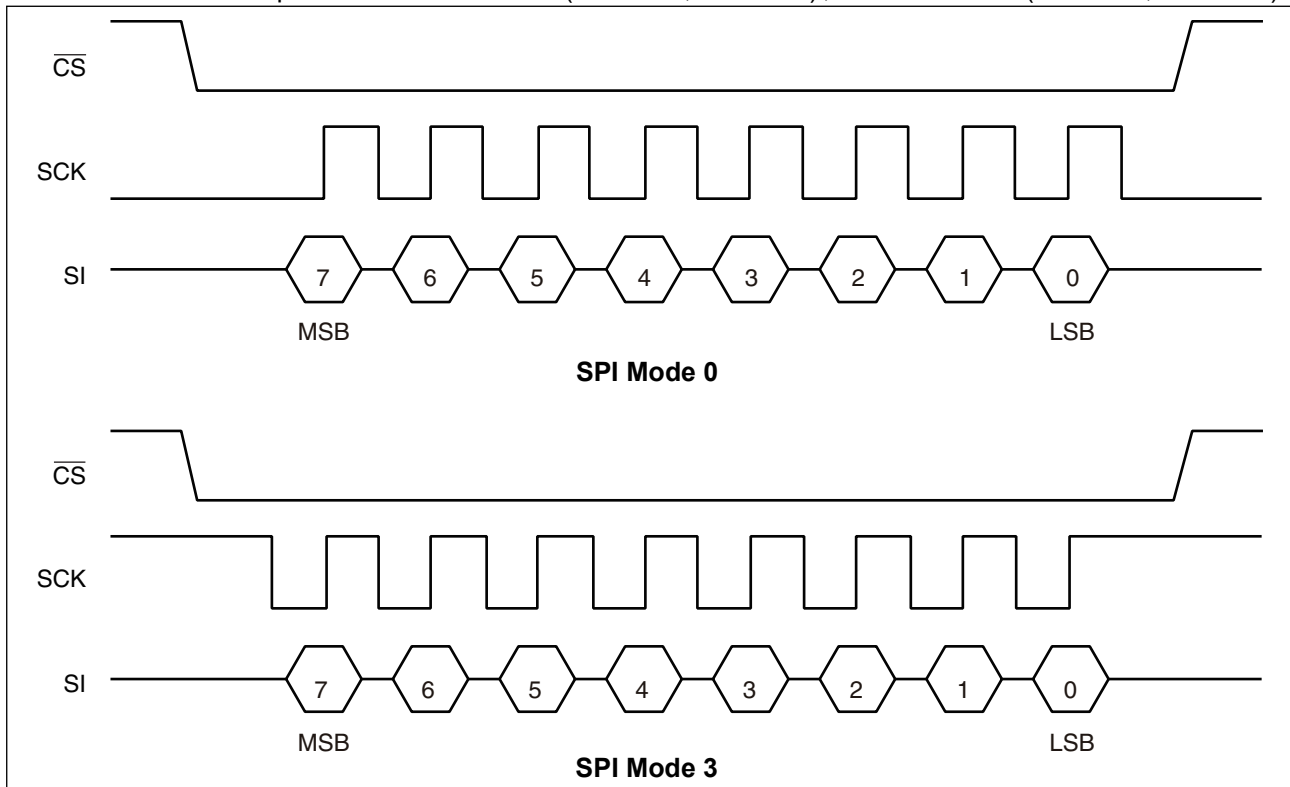 CS
SCK
SI
7 6 5 4 3 2 1 0
MSB LSB
SPI Mode 0
CS
SCK
SI
7 6 5 4 3 2 1 0
MSB LSB
SPI Mode 3